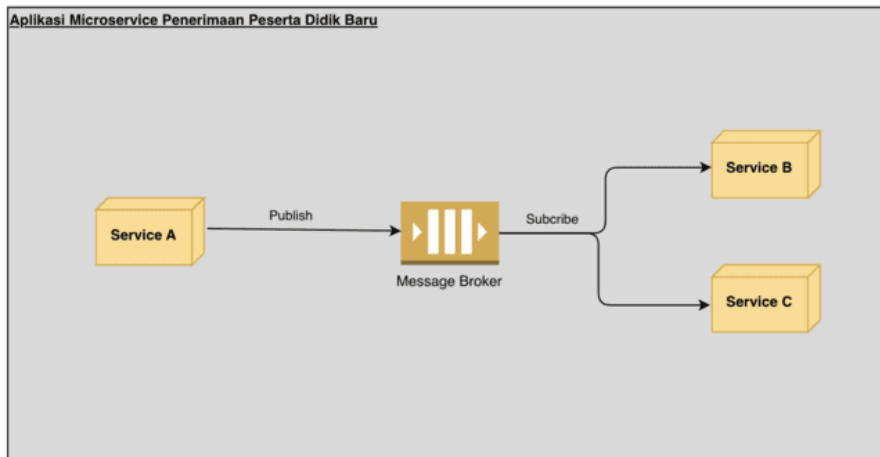 Aplikasi Microservice Penerimaan Peserta Didik Baru
Service A
Publish
Message Broker
Subcribe
Service B
Service C